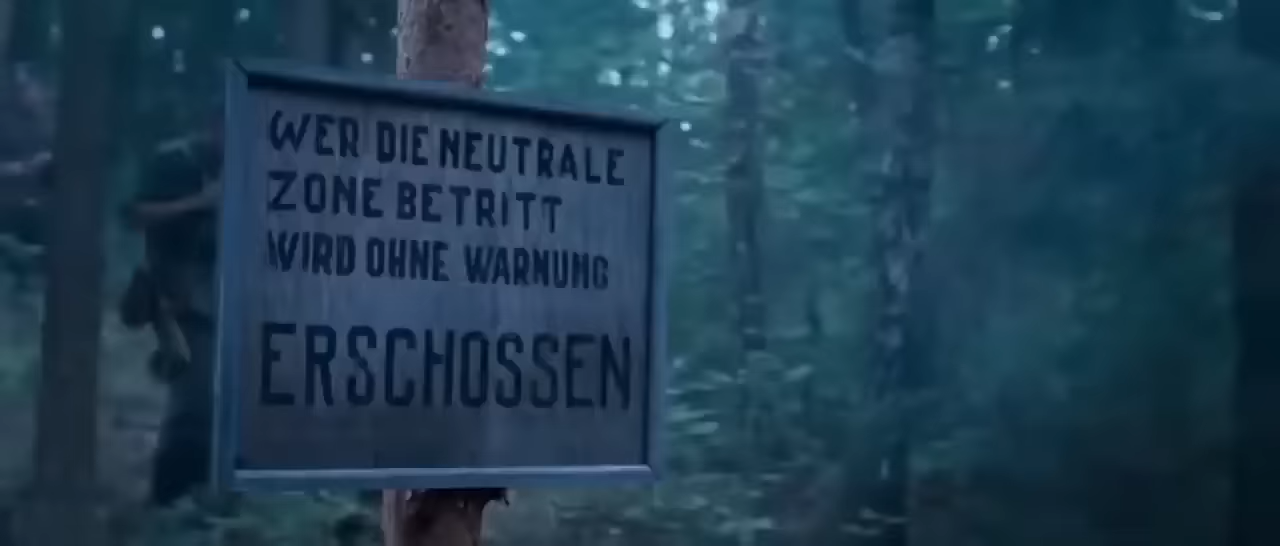 WER DIE NEUTRALE
ZONE BETRITT
WIRD OHNE WARNUNG
ERSCHOSSEN